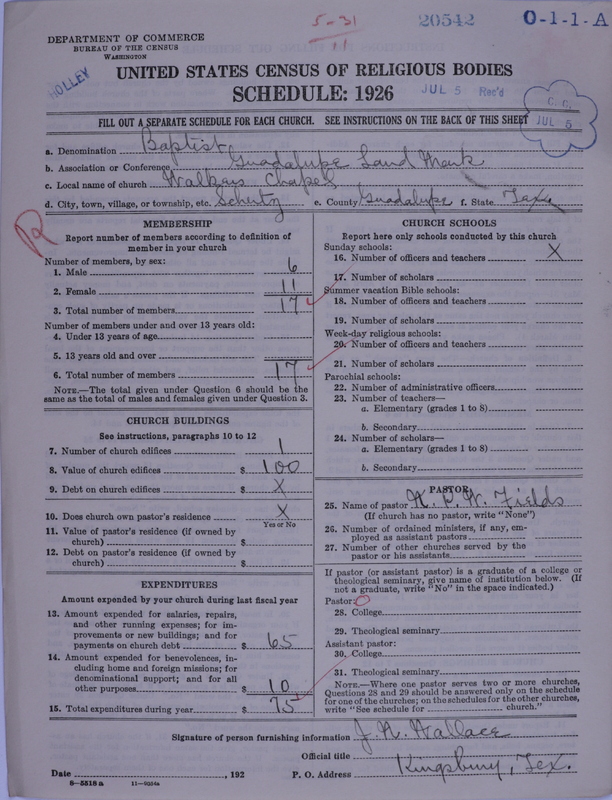 5-31
11
20542
O-1-1-A
DEPARTMENT OF COMMERCE
BUREAU OF THE CENSUS
WASHINGTON
HOLLEY
UNITED STATES CENSUS OF RELIGIOUS BODIES
SCHEDULE: 1926
JUL 5 Rec'd
C. C.
JUL 5
FILL OUT A SEPARATE SCHEDULE FOR EACH CHURCH. SEE INSTRUCTIONS ON THE BACK OF THIS SHEET
a. Denomination Baptist
b. Association or Conference Guadalupe Land Mark
c. Local name of church Walkers Chapel
d. City, town, village, or township, etc. Schertz e. County Guadalupe f. State Tex
R
MEMBERSHIP
Report number of members according to definition of
member in your church
Number of members, by sex:
1. Male 6
2. Female 11
3. Total number of members 17
Number of members under and over 13 years old:
4. Under 13 years of age
5. 13 years old and over
6. Total number of members 17
NOTE.—The total given under Question 6 should be the
same as the total of males and females given under Question 3.
CHURCH BUILDINGS
See instructions, paragraphs 10 to 12
7. Number of church edifices 1
8. Value of church edifices $ 100
9. Debt on church edifices $ X
10. Does church own pastor's residence X
Yes or No
11. Value of pastor's residence (if owned by
church) $
12. Debt on pastor's residence (if owned by
church) $
EXPENDITURES
Amount expended by your church during last fiscal year
13. Amount expended for salaries, repairs,
and other running expenses; for im-
provements or new buildings; and for
payments on church debt $ 65
14. Amount expended for benevolences, in-
cluding home and foreign missions; for
denominational support; and for all
other purposes $ 10
15. Total expenditures during year $ 75
CHURCH SCHOOLS
Report here only schools conducted by this church
Sunday schools:
16. Number of officers and teachers X
17. Number of scholars
Summer vacation Bible schools:
18. Number of officers and teachers
19. Number of scholars
Week-day religious schools:
20. Number of officers and teachers
21. Number of scholars
Parochial schools:
22. Number of administrative officers
23. Number of teachers—
a. Elementary (grades 1 to 8)
b. Secondary
24. Number of scholars—
a. Elementary (grades 1 to 8)
b. Secondary
PASTOR
25. Name of pastor Fields
(If church has no pastor, write "None")
26. Number of ordained ministers, if any, em-
ployed as assistant pastors
27. Number of other churches served by the
pastor or his assistants
If pastor (or assistant pastor) is a graduate of a college or
theological seminary, give name of institution below. (If
not a graduate, write "No" in the space indicated.)
Pastor: O
28. College
29. Theological seminary
Assistant pastor:
30. College
31. Theological seminary
NOTE.—Where one pastor serves two or more churches,
Questions 28 and 29 should be answered only on the schedule
for one of the churches; on the schedules for the other churches,
write "See schedule for church."
Signature of person furnishing information J. N. Wallace
Official title
Date , 192 P. O. Address Kingsbury, Tex.
8—5518 a 11—9254a